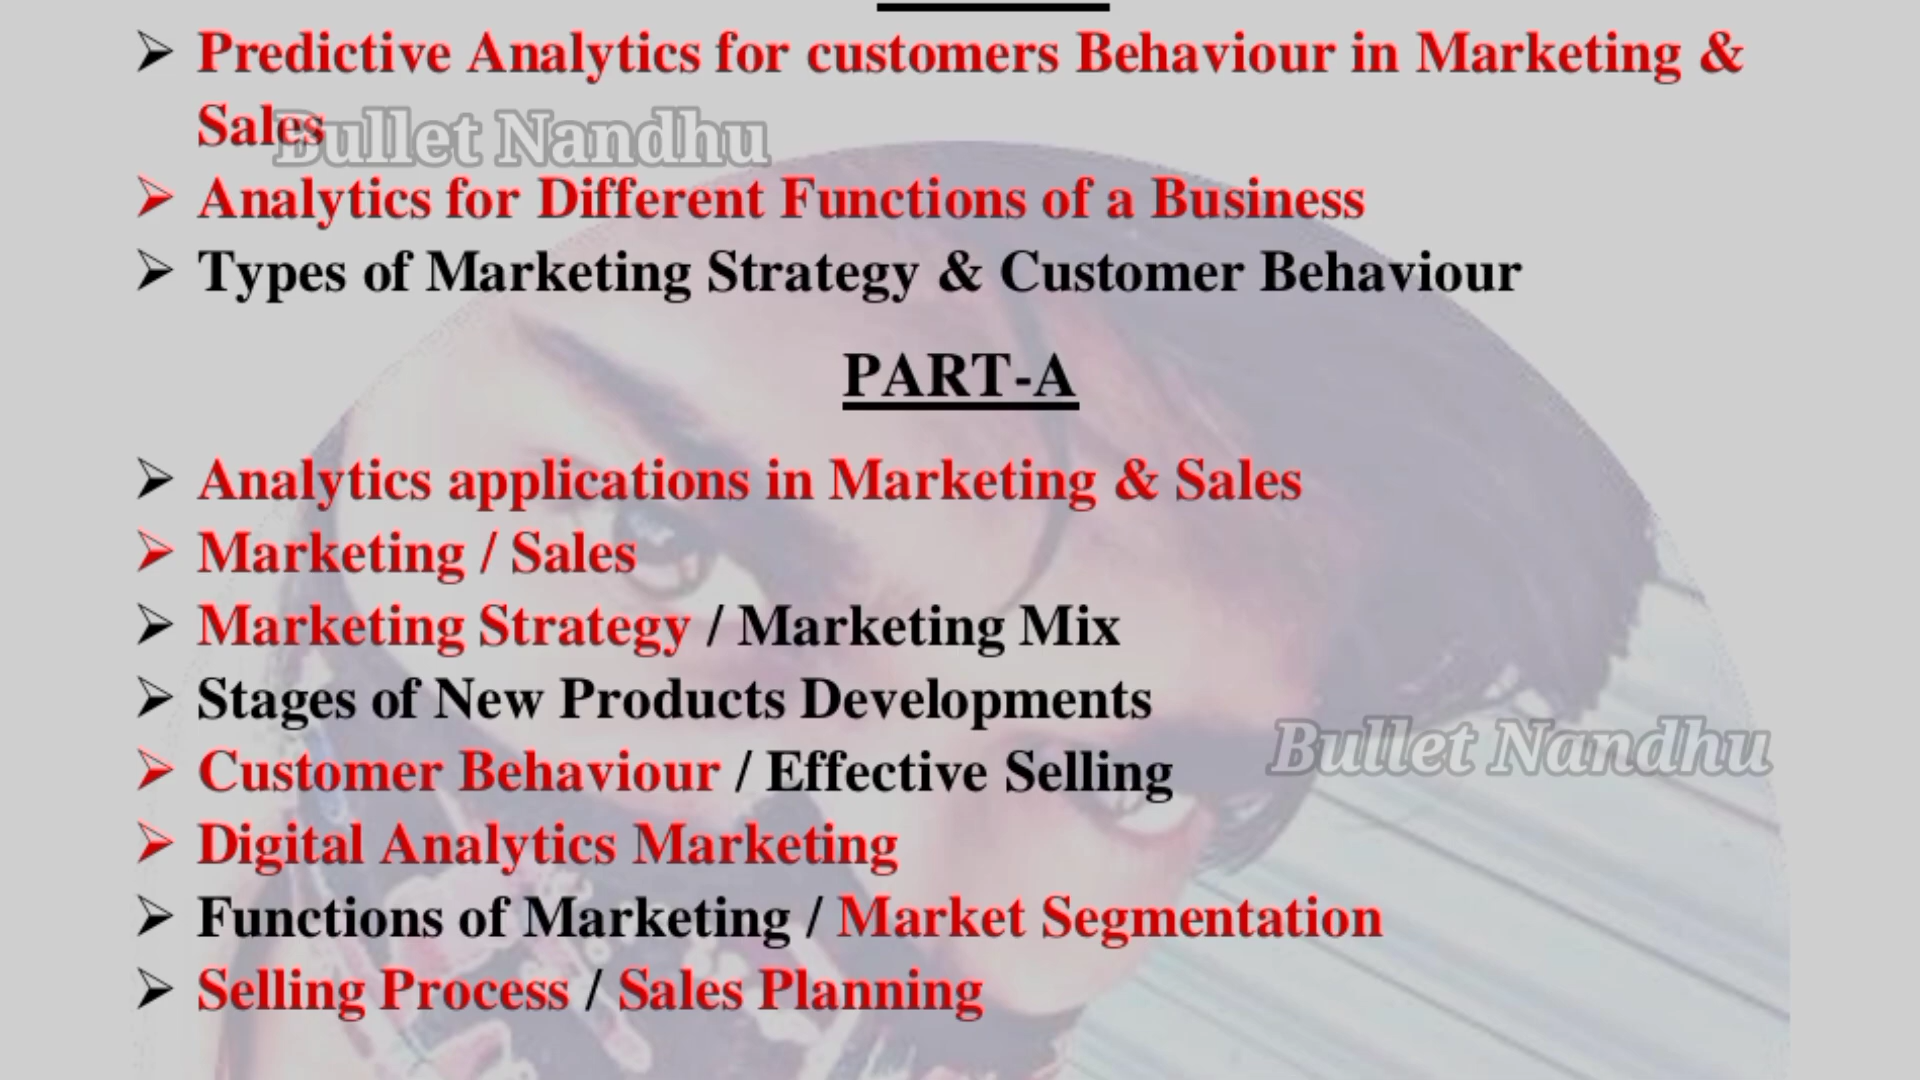 ➢ Predictive Analytics for customers Behaviour in Marketing &
Sales
Bullet Nandhu
➢ Analytics for Different Functions of a Business
➢ Types of Marketing Strategy & Customer Behaviour
PART-A
➢ Analytics applications in Marketing & Sales
➢ Marketing / Sales
➢ Marketing Strategy / Marketing Mix
➢ Stages of New Products Developments
Bullet Nandhu
➢ Customer Behaviour / Effective Selling
➢ Digital Analytics Marketing
➢ Functions of Marketing / Market Segmentation
➢ Selling Process / Sales Planning